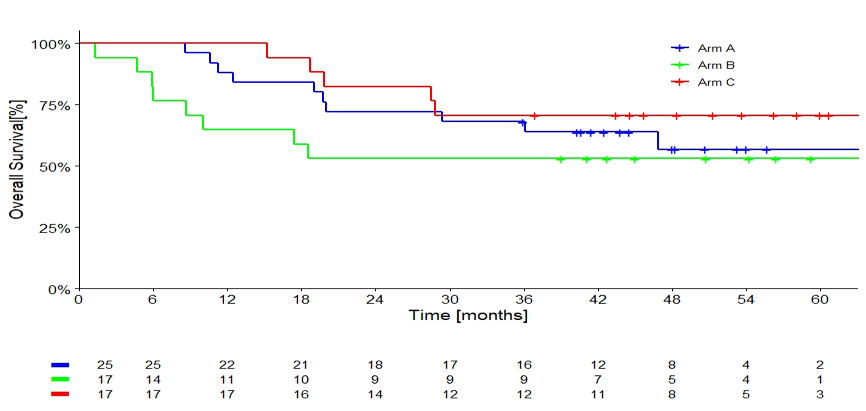 Overall Survival[%]
100%
75%
50%
25%
0%
Arm A
Arm B
Arm C
0 6 12 18 24 30 36 42 48 54 60
Time [months]
25 25 22 21 18 17 16 12 8 4 2
17 14 11 10 9 9 9 7 5 4 1
17 17 17 16 14 12 12 11 8 5 3